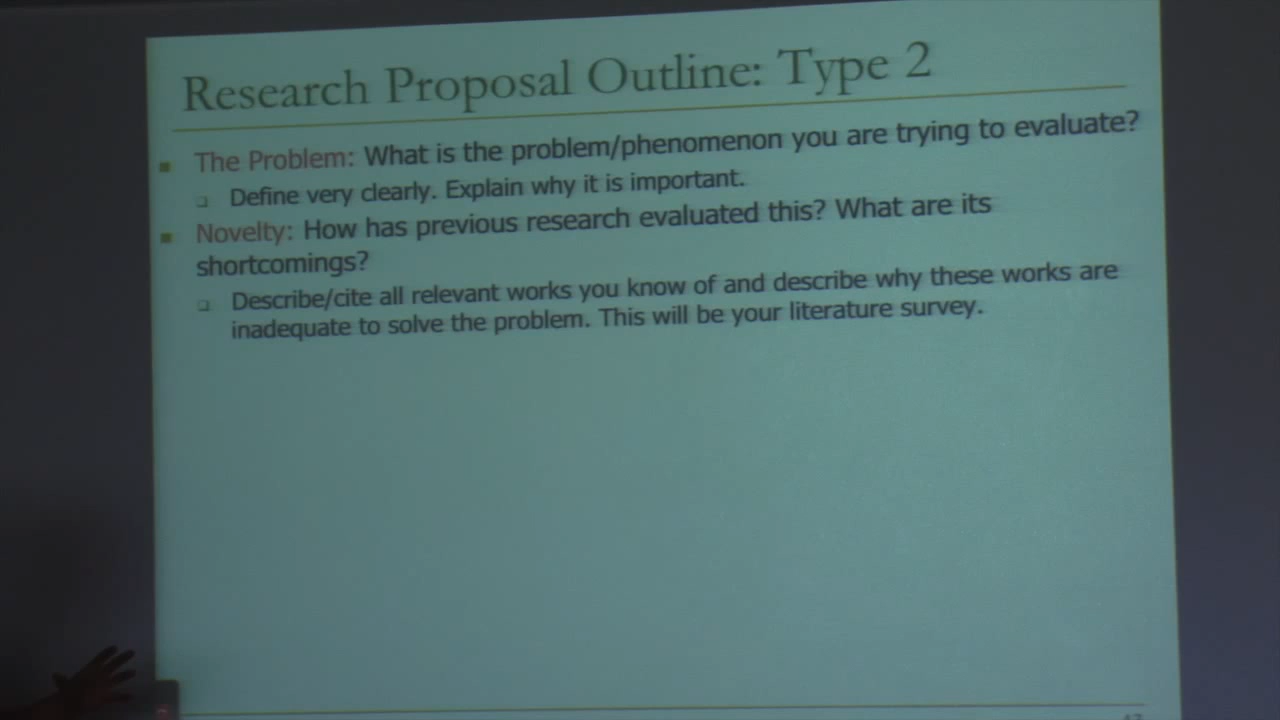 Research Proposal Outline: Type 2
The Problem: What is the problem/phenomenon you are trying to evaluate?
Define very clearly. Explain why it is important.
Novelty: How has previous research evaluated this? What are its
shortcomings?
Describe/cite all relevant works you know of and describe why these works are
inadequate to solve the problem. This will be your literature survey.